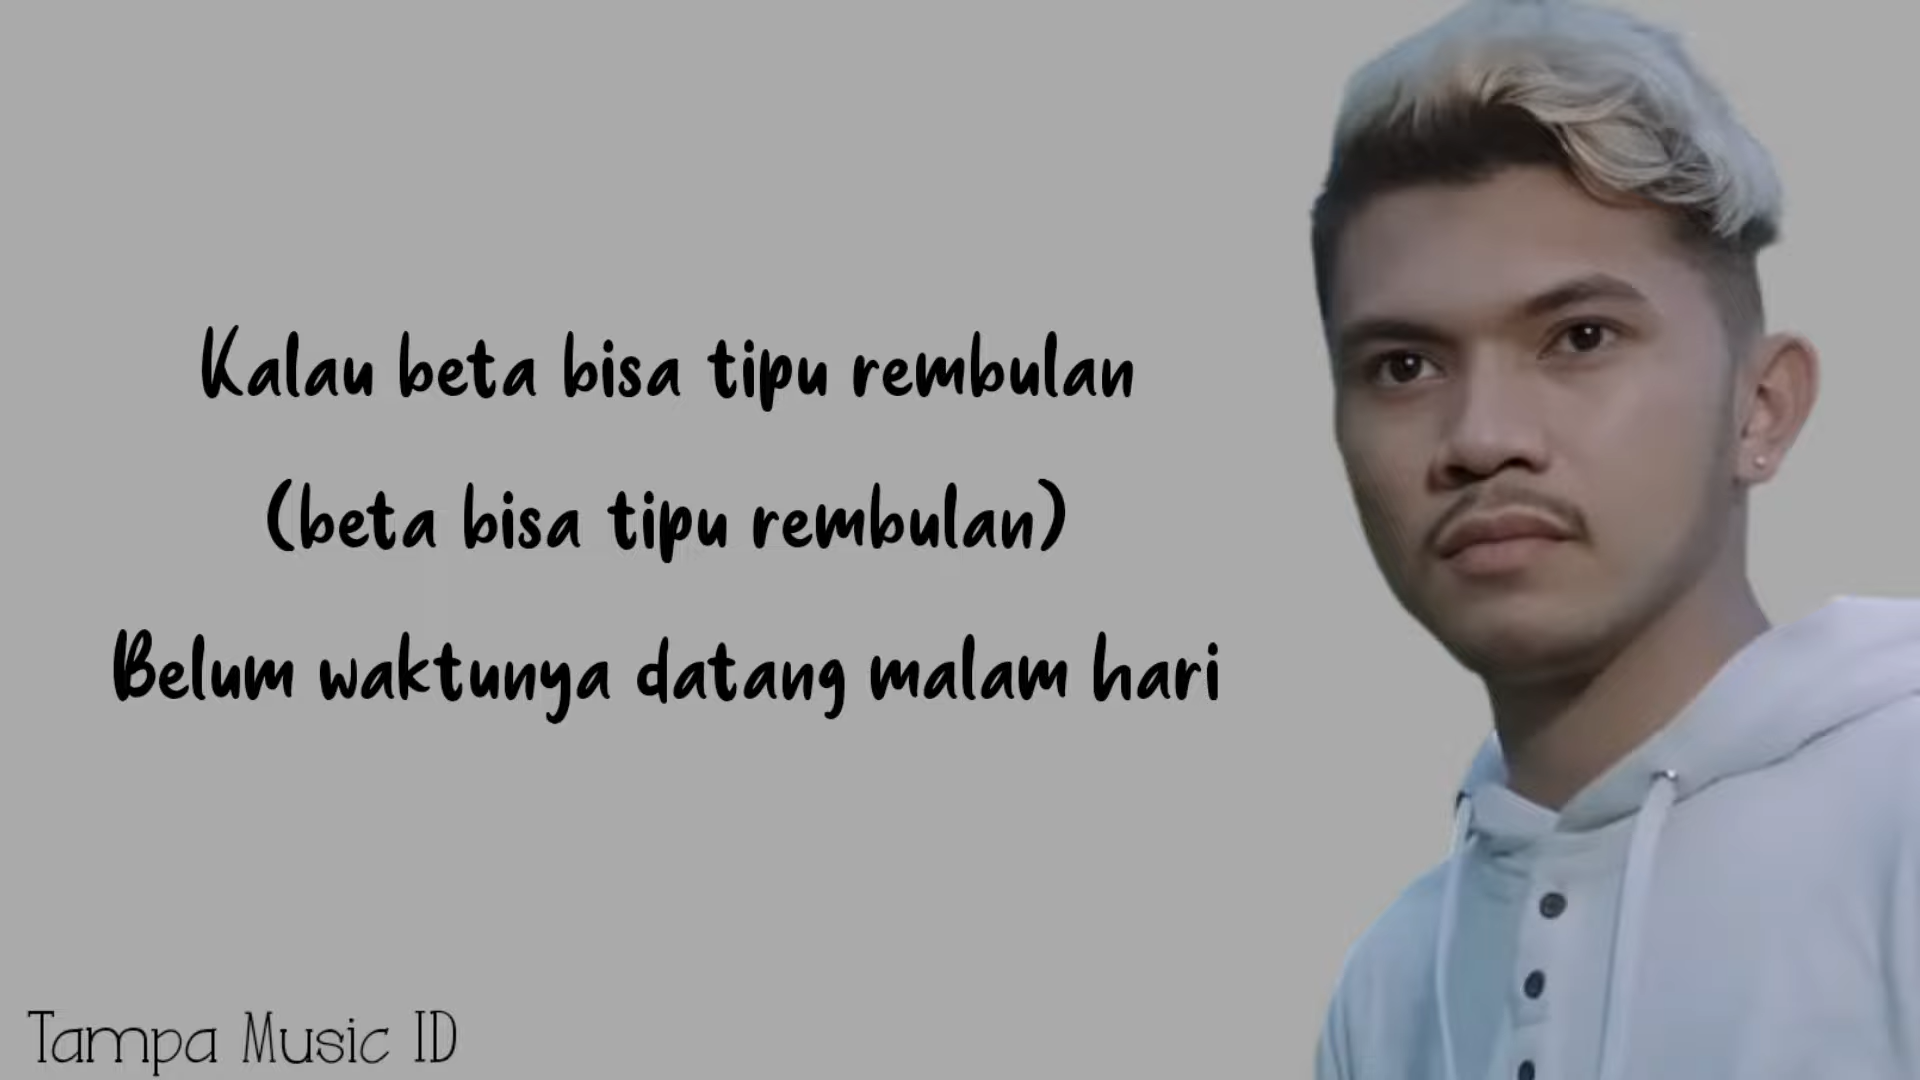 Kalau beta bisa tipu rembulan
(beta bisa tipu rembulan)
Belum waktunya datang malam hari
Tampa Music ID